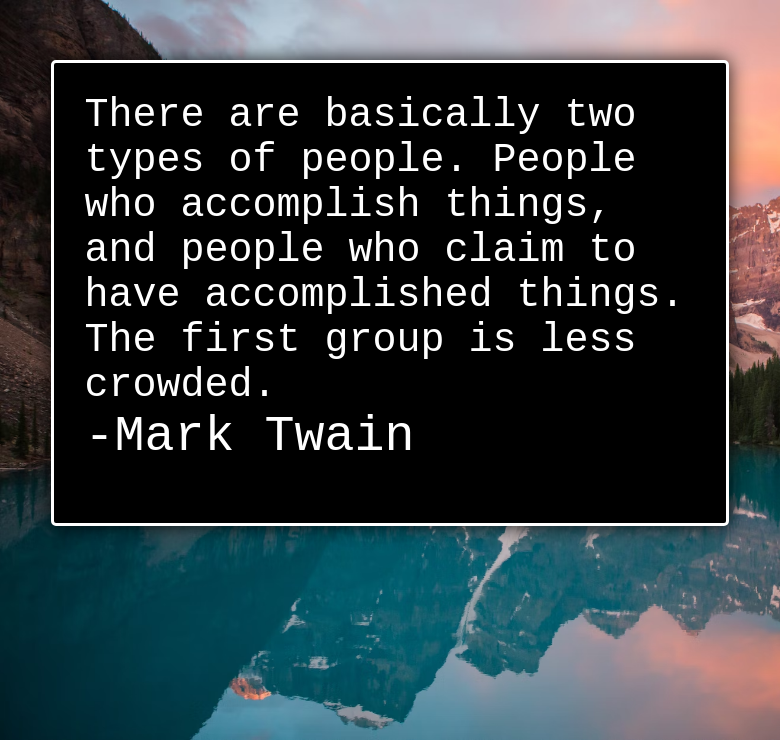 There are basically two
types of people. People
who accomplish things,
and people who claim to
have accomplished things.
The first group is less
crowded.
-Mark Twain